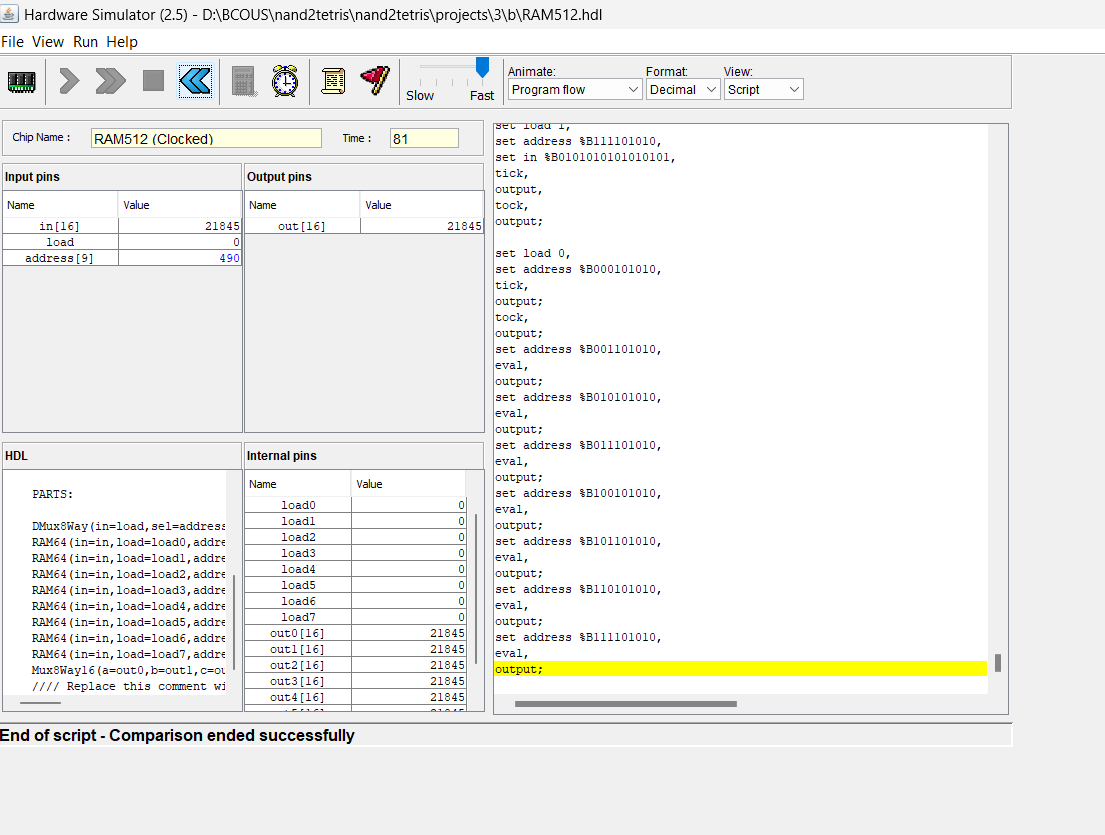 Hardware Simulator (2.5) - D:\BCOUS\nand2tetris\nand2tetris\projects\3\b\RAM512.hdl
File View Run Help
Slow Fast
Animate: Format: View:
Program flow Decimal Script
Chip Name : RAM512 (Clocked) Time : 81
Input pins
Name Value
in[16] 21845
load 0
address[9] 490
Output pins
Name Value
out[16] 21845
HDL
PARTS:
DMux8Way(in=load,sel=address
RAM64(in=in,load=load0,addre
RAM64(in=in,load=load1,addre
RAM64(in=in,load=load2,addre
RAM64(in=in,load=load3,addre
RAM64(in=in,load=load4,addre
RAM64(in=in,load=load5,addre
RAM64(in=in,load=load6,addre
RAM64(in=in,load=load7,addre
Mux8Way16(a=out0,b=out1,c=ou
//// Replace this comment wi
Internal pins
Name Value
load0 0
load1 0
load2 0
load3 0
load4 0
load5 0
load6 0
load7 0
out0[16] 21845
out1[16] 21845
out2[16] 21845
out3[16] 21845
out4[16] 21845
set load 1,
set address %B111101010,
set in %B0101010101010101,
tick,
output,
tock,
output;
set load 0,
set address %B000101010,
tick,
output;
tock,
output;
set address %B001101010,
eval,
output;
set address %B010101010,
eval,
output;
set address %B011101010,
eval,
output;
set address %B100101010,
eval,
output;
set address %B101101010,
eval,
output;
set address %B110101010,
eval,
output;
set address %B111101010,
eval,
output;
End of script - Comparison ended successfully